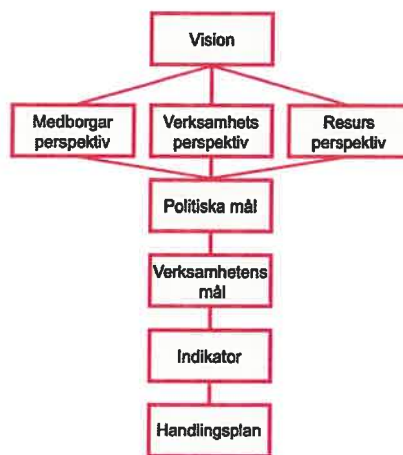 Vision
Medborgar
perspektiv
Verksamhets
perspektiv
Resurs
perspektiv
Politiska mål
Verksamhetens
mål
Indikator
Handlingsplan